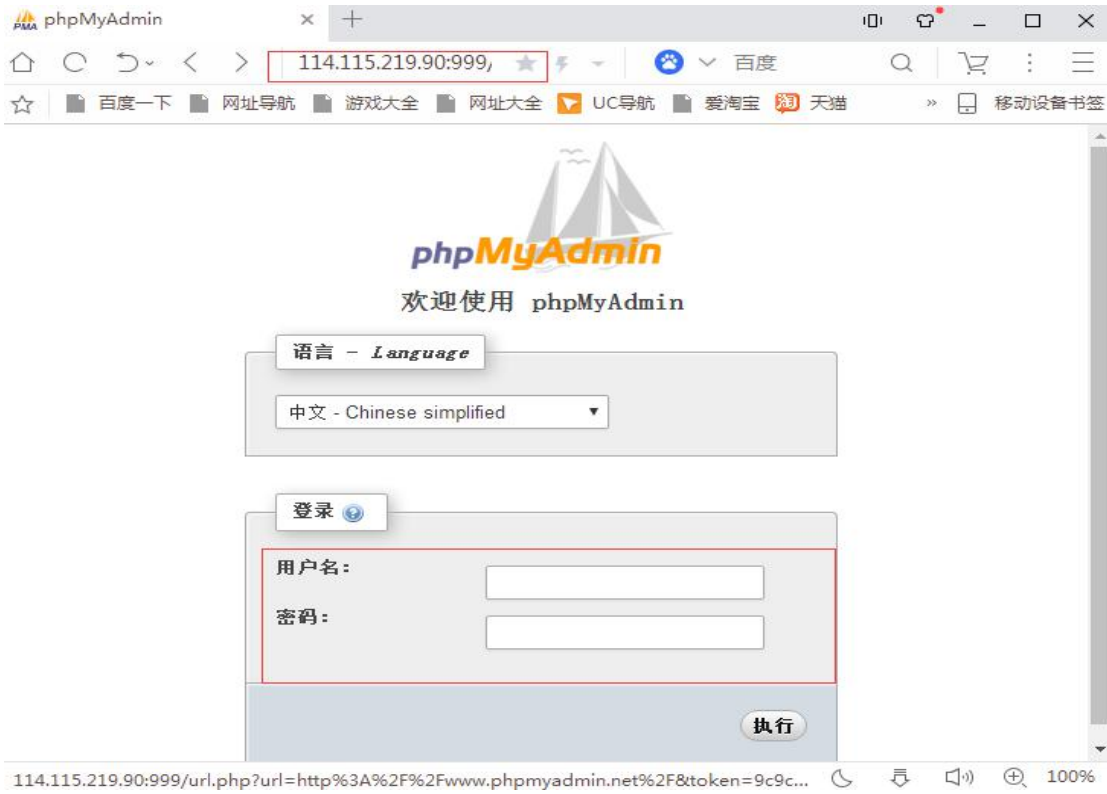 PMA phpMyAdmin
114.115.219.90:999/ 百度
百度一下 网址导航 游戏大全 网址大全 UC导航 爱淘宝 淘 天猫 » 移动设备书签
phpMyAdmin
欢迎使用 phpMyAdmin
语言 - Language
中文 - Chinese simplified
登录
用户名:
密码:
执行
114.115.219.90:999/url.php?url=http%3A%2F%2Fwww.phpmyadmin.net%2F&token=9c9c... 100%